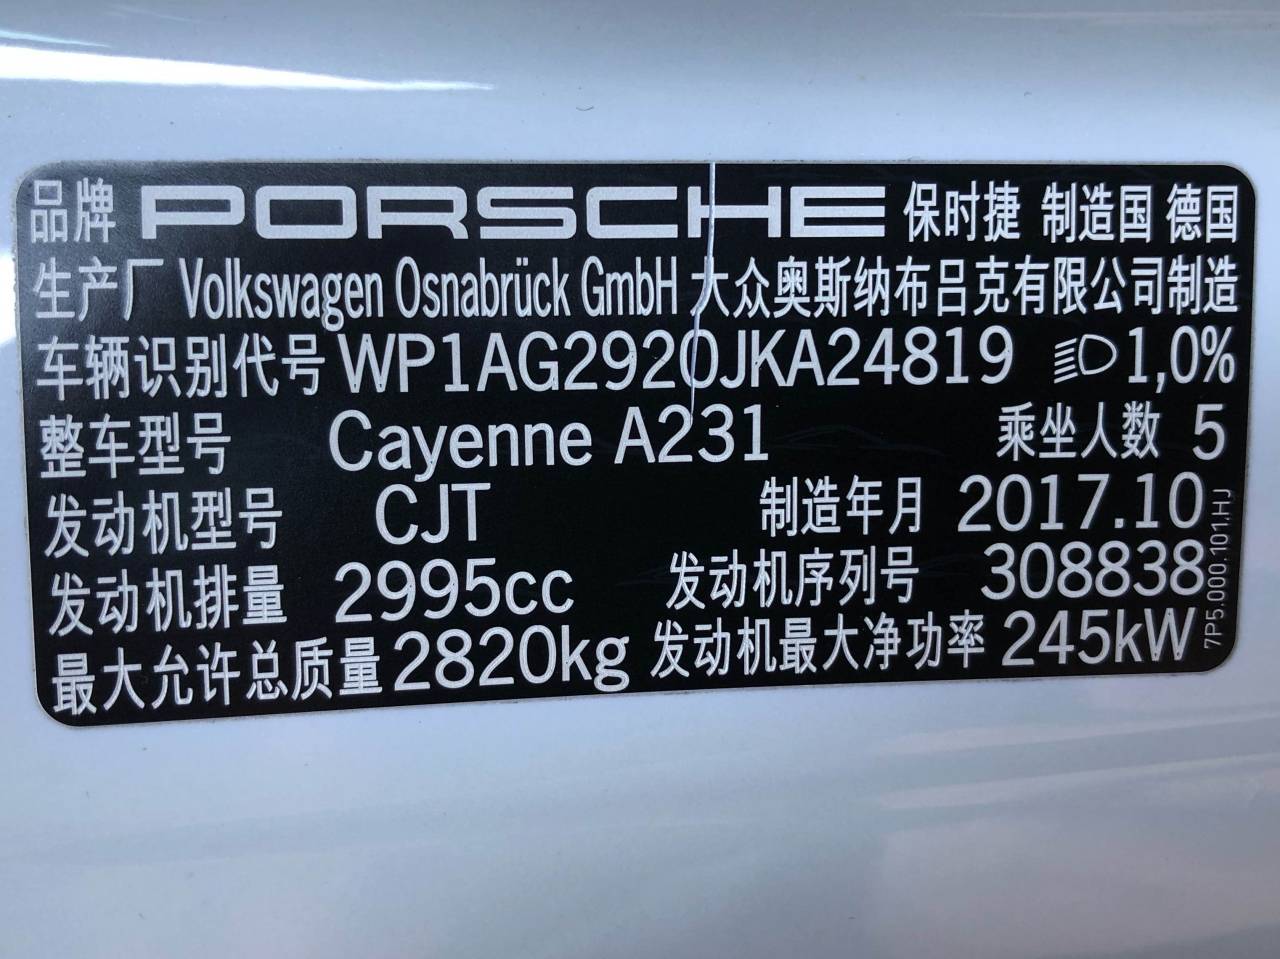 品牌 PORSCHE 保时捷 制造国 德国
生产厂 Volkswagen Osnabrück GmbH 大众奥斯纳布吕克有限公司制造
车辆识别代号 WP1AG2920JKA24819 1,0%
整车型号 Cayenne A231 乘坐人数 5
发动机型号 CJT 制造年月 2017.10
发动机排量 2995cc 发动机序列号 308838
最大允许总质量 2820kg 发动机最大净功率 245kW
7P5.000.101.HJ